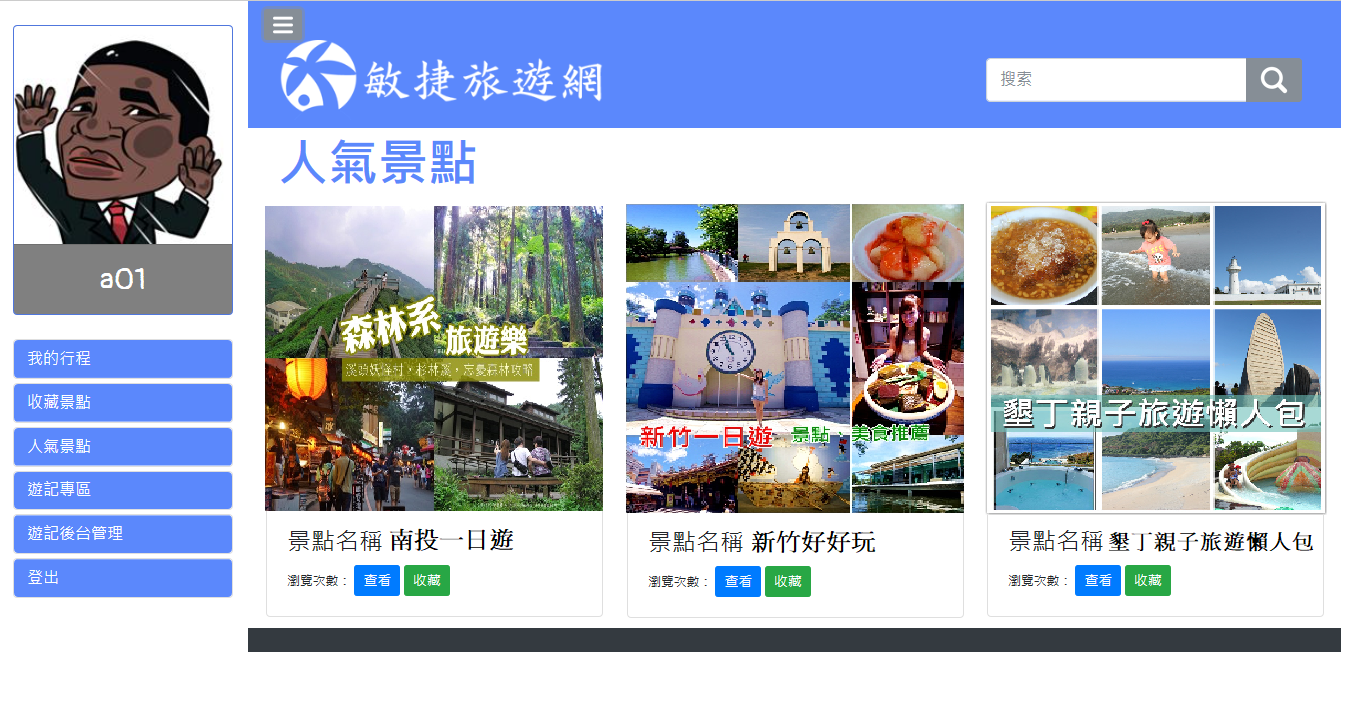 敏捷旅遊網
搜索
人氣景點
a01
我的行程
收藏景點
人氣景點
遊記專區
遊記後台管理
登出
森林系
旅遊樂
溪頭妖怪村×杉林溪，忘憂森林攻略
景點名稱 南投一日遊
瀏覽次數： 查看 收藏
新竹一日遊 景點 美食推薦
景點名稱 新竹好好玩
瀏覽次數： 查看 收藏
墾丁親子旅遊懶人包
景點名稱 墾丁親子旅遊懶人包
瀏覽次數： 查看 收藏